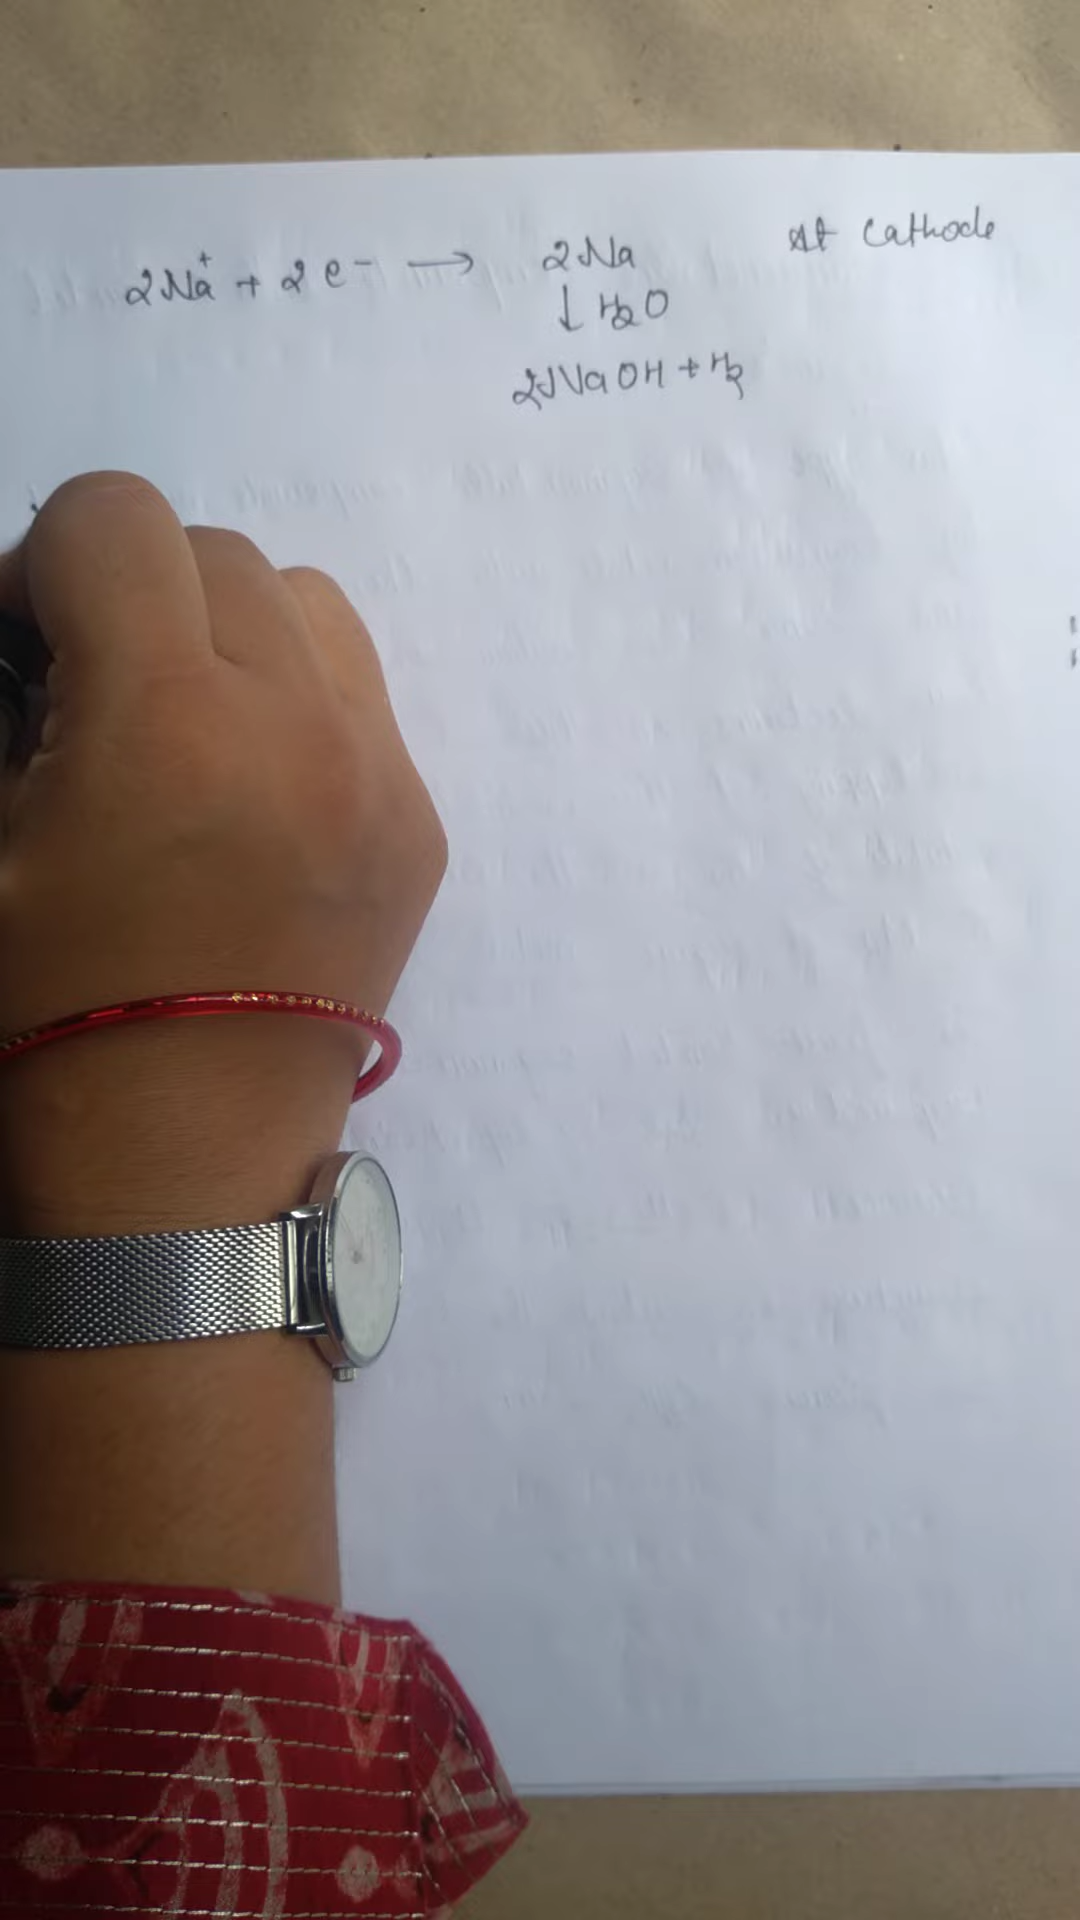 2Na⁺ + 2e⁻ → 2Na At Cathode
↓ H₂O
2NaOH + H₂